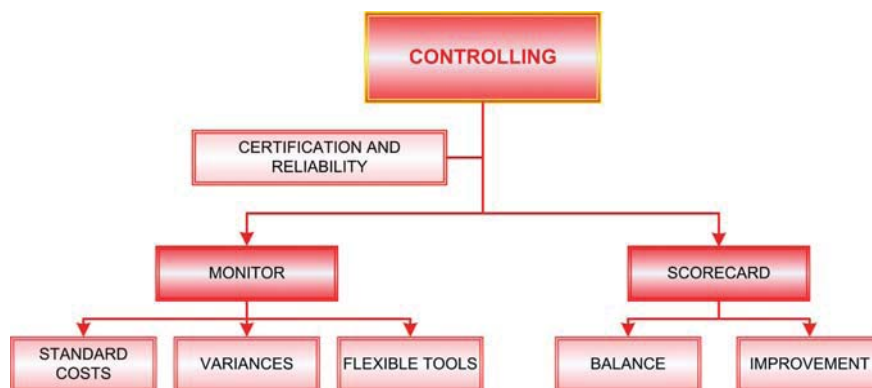 CONTROLLING
CERTIFICATION AND
RELIABILITY
MONITOR
SCORECARD
STANDARD
COSTS
VARIANCES
FLEXIBLE TOOLS
BALANCE
IMPROVEMENT